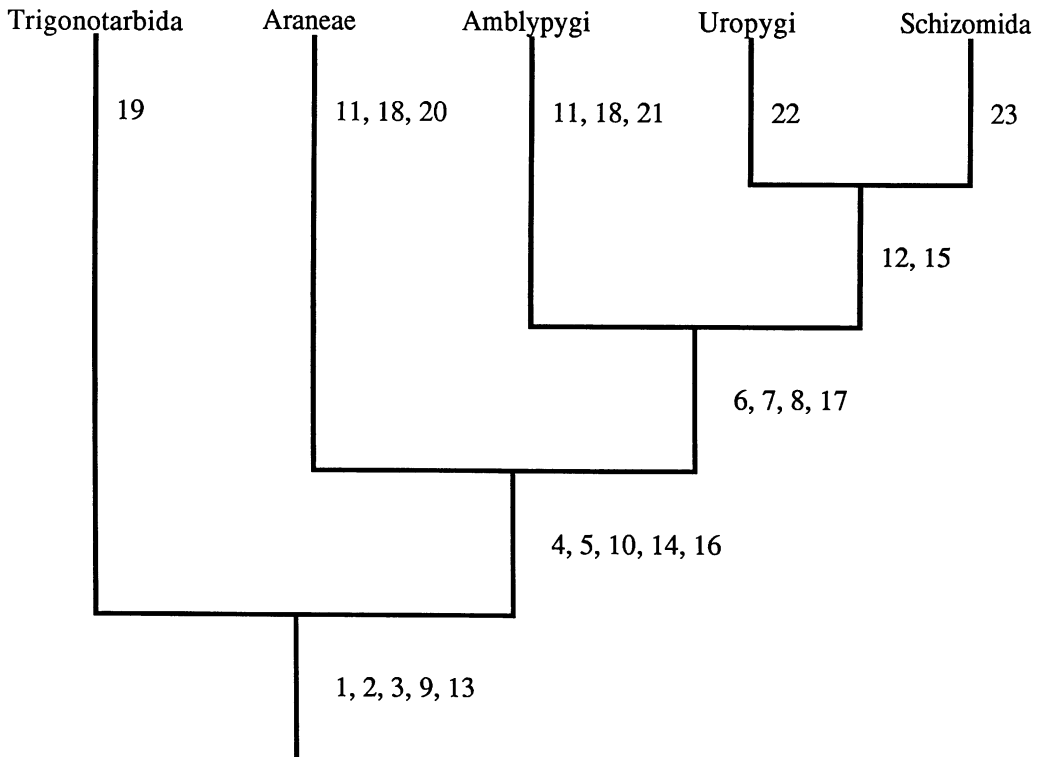 Trigonotarbida Araneae Amblypygi Uropygi Schizomida
19 11, 18, 20 11, 18, 21 22 23
12, 15
6, 7, 8, 17
4, 5, 10, 14, 16
1, 2, 3, 9, 13